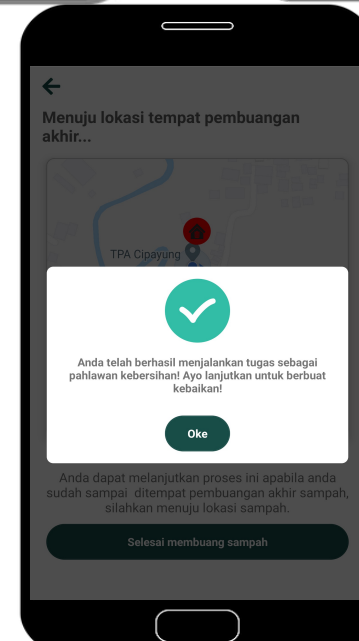 Menuju lokasi tempat pembuangan
akhir...
TPA Cipayung
Anda telah berhasil menjalankan tugas sebagai
pahlawan kebersihan! Ayo lanjutkan untuk berbuat
kebaikan!
Oke
Anda dapat melanjutkan proses ini apabila anda
sudah sampai ditempat pembuangan akhir sampah,
silahkan menuju lokasi sampah.
Selesai membuang sampah